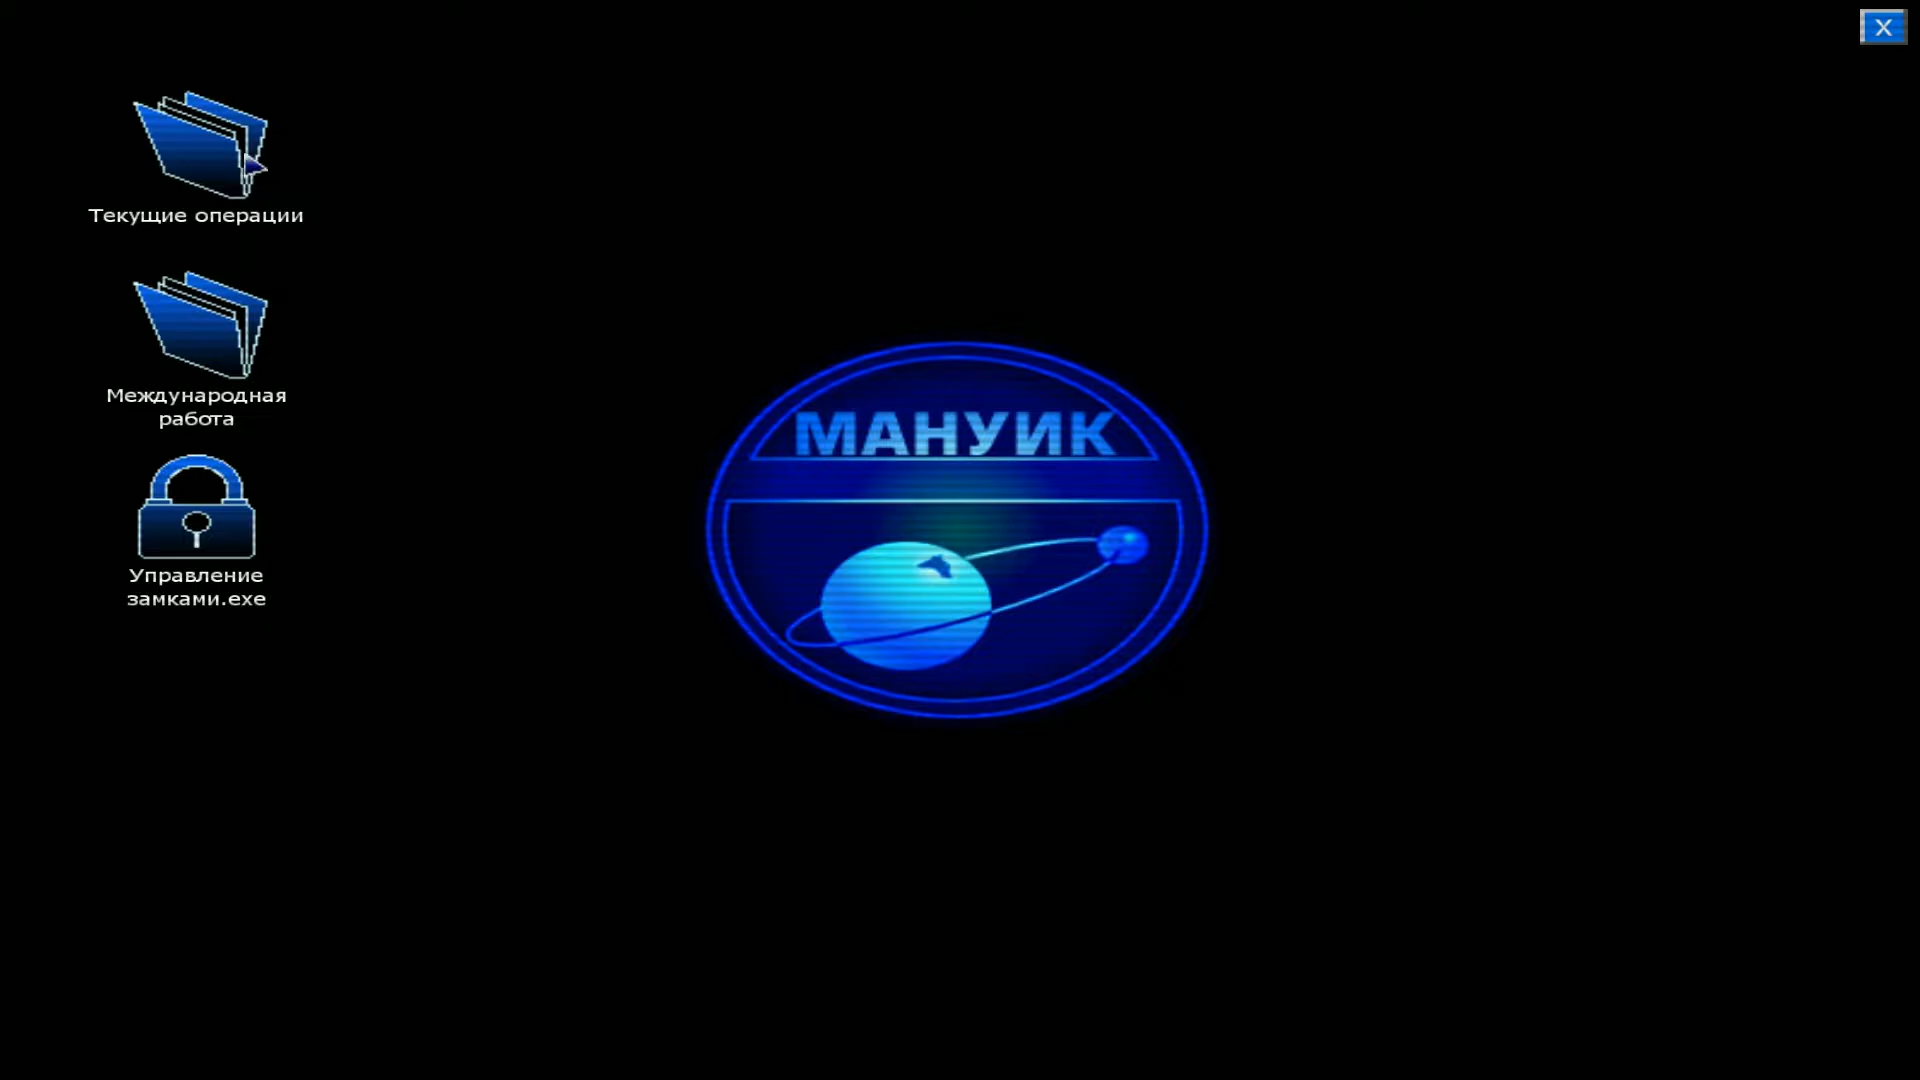 X
Текущие операции
Международная
работа
Управление
замками.exe
МАНУИК